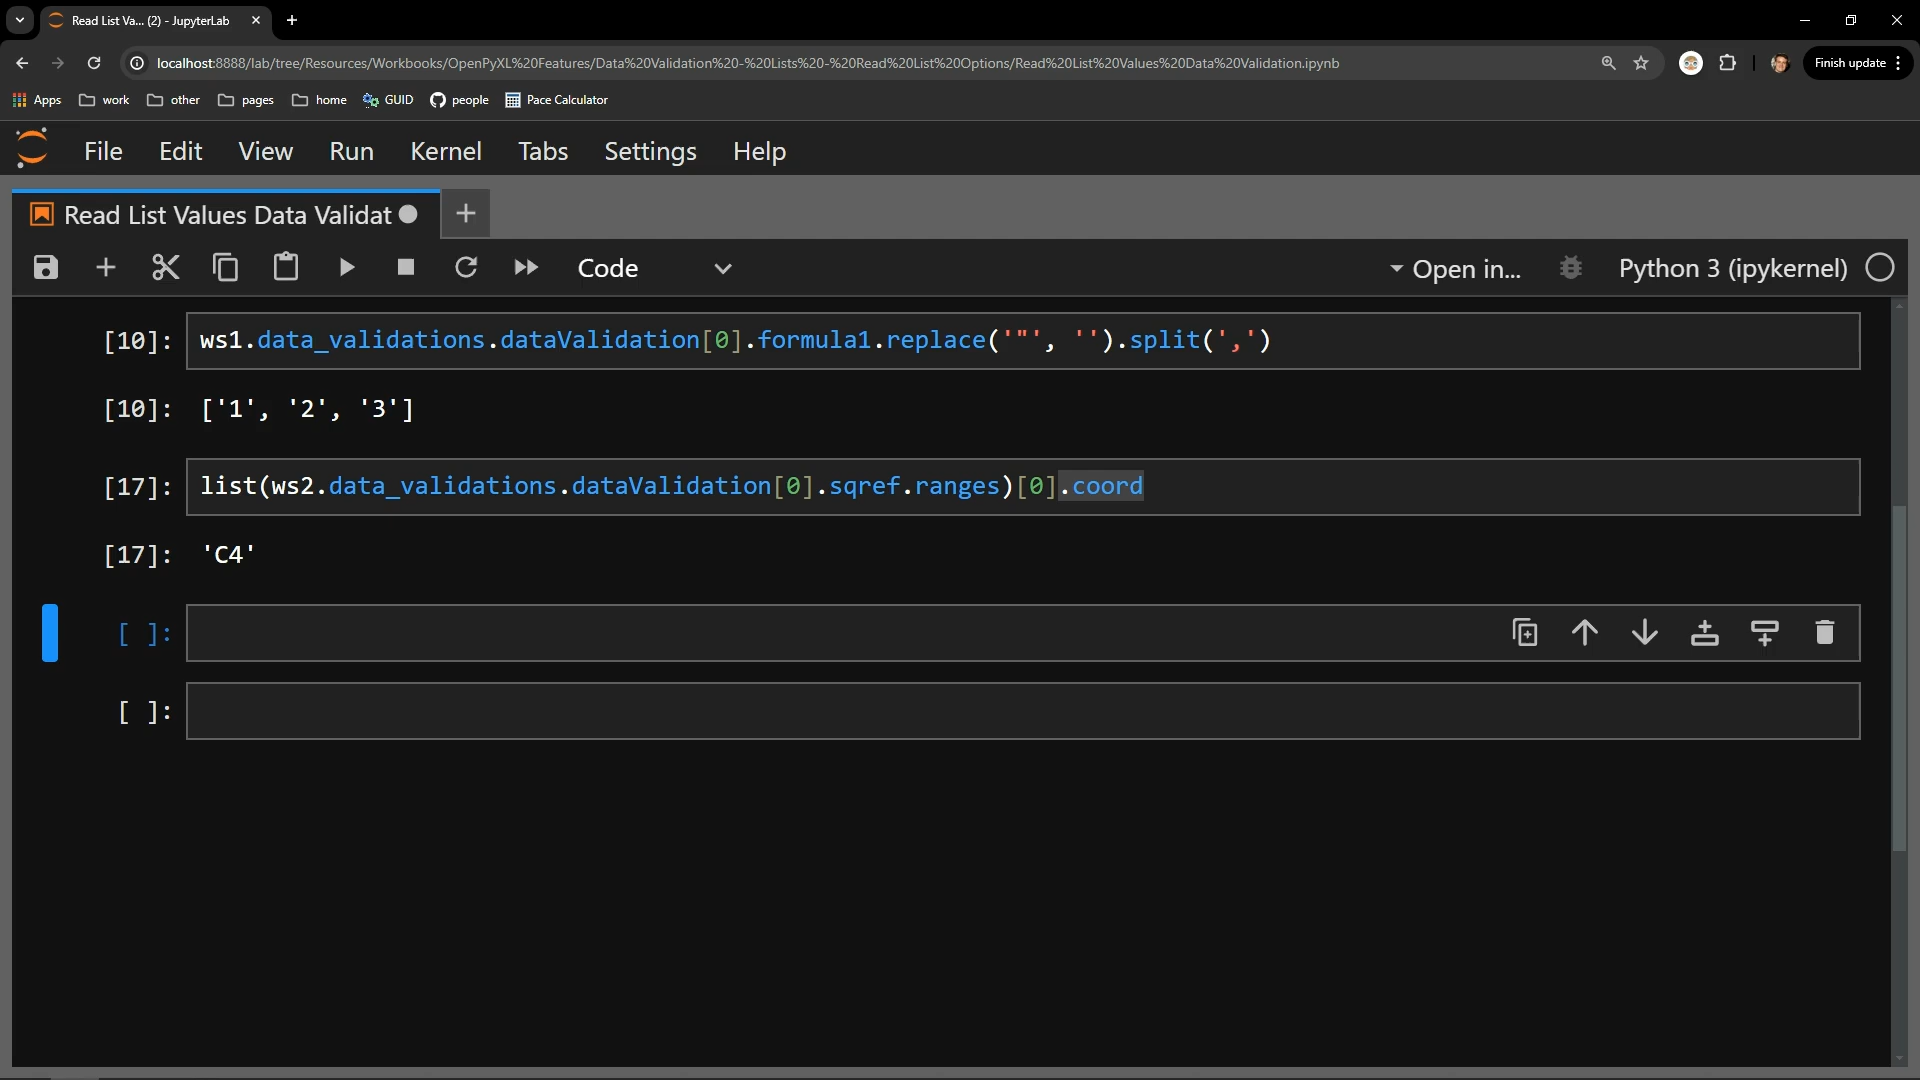 Read List Va... (2) - JupyterLab
localhost:8888/lab/tree/Resources/Workbooks/OpenPyXL%20Features/Data%20Validation%20-%20Lists%20-%20Read%20List%20Options/Read%20List%20Values%20Data%20Validation.ipynb
Finish update
Apps work other pages home GUID people Pace Calculator
File Edit View Run Kernel Tabs Settings Help
Read List Values Data Validat
Code Open in... Python 3 (ipykernel)
[10]: ws1.data_validations.dataValidation[0].formula1.replace('"', '').split(',')
[10]: ['1', '2', '3']
[17]: list(ws2.data_validations.dataValidation[0].sqref.ranges)[0].coord
[17]: 'C4'
[ ]:
[ ]: